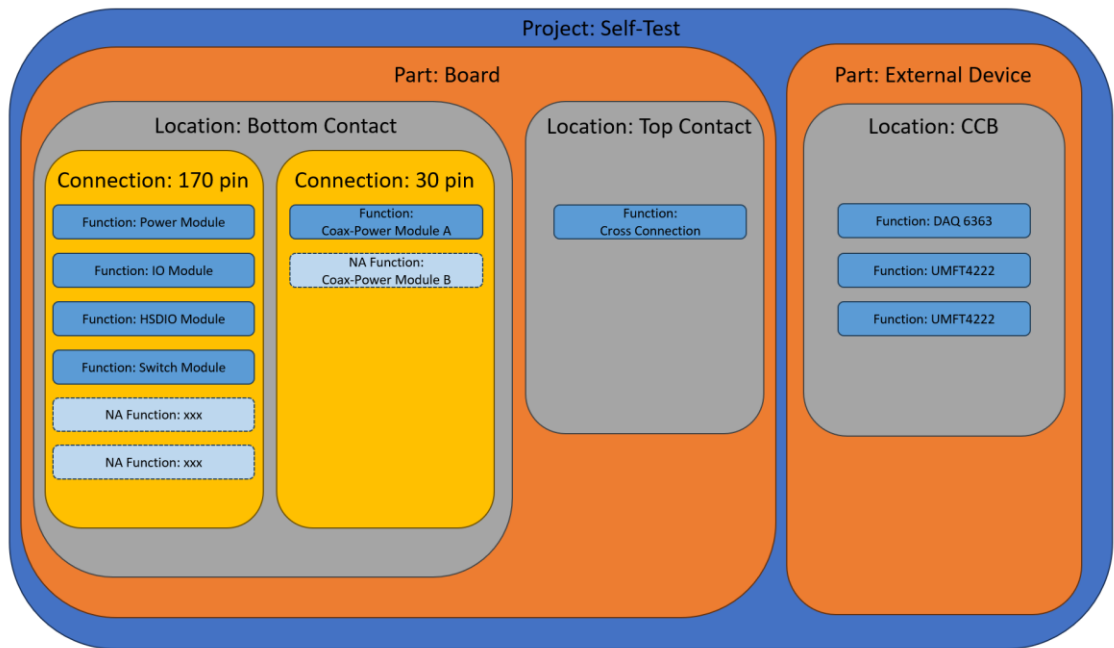 Project: Self-Test
Part: Board
Location: Bottom Contact
Connection: 170 pin
Function: Power Module
Function: IO Module
Function: HSDIO Module
Function: Switch Module
NA Function: xxx
NA Function: xxx
Connection: 30 pin
Function:
Coax-Power Module A
NA Function:
Coax-Power Module B
Location: Top Contact
Function:
Cross Connection
Part: External Device
Location: CCB
Function: DAQ 6363
Function: UMFT4222
Function: UMFT4222